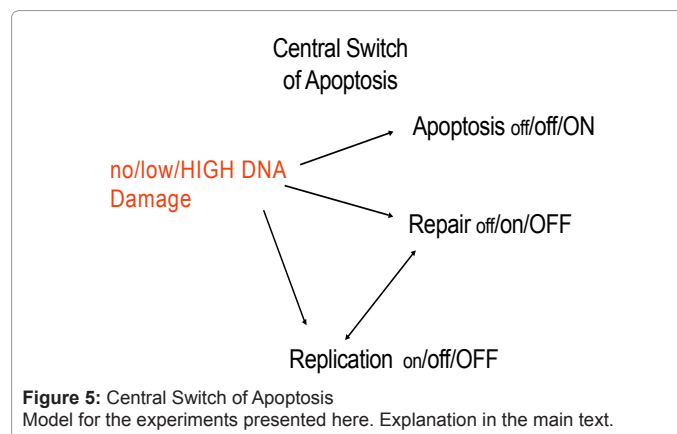 Central Switch
of Apoptosis
Apoptosis off/off/ON
no/low/HIGH DNA
Damage
Repair off/on/OFF
Replication on/off/OFF
Figure 5: Central Switch of Apoptosis
Model for the experiments presented here. Explanation in the main text.